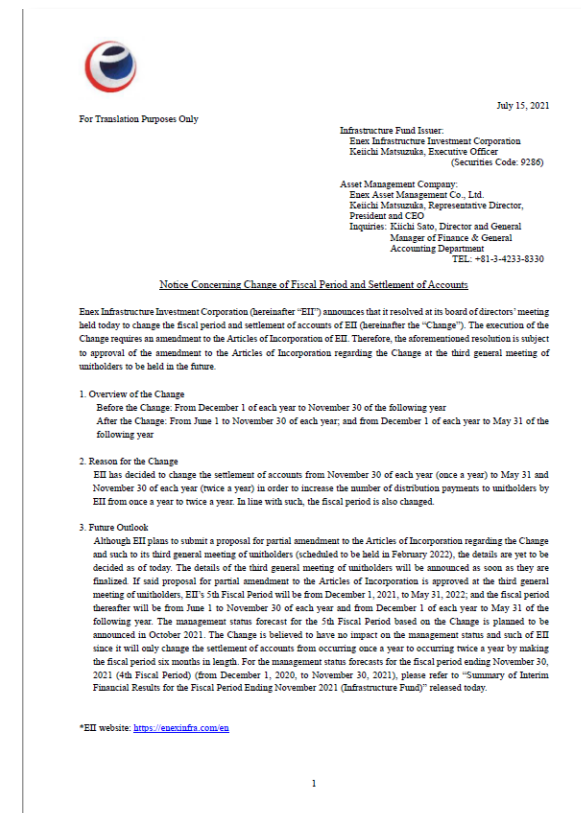 July 15, 2021
For Translation Purposes Only
Infrastructure Fund Issuer:
Enex Infrastructure Investment Corporation
Keiichi Matsuzuka, Executive Officer
(Securities Code: 9286)
Asset Management Company:
Enex Asset Management Co., Ltd.
Keiichi Matsuzuka, Representative Director,
President and CEO
Inquiries: Kiichi Sato, Director and General
Manager of Finance & General
Accounting Department
TEL: +81-3-4233-8330
Notice Concerning Change of Fiscal Period and Settlement of Accounts
Enex Infrastructure Investment Corporation (hereinafter “EII”) announces that it resolved at its board of directors’ meeting
held today to change the fiscal period and settlement of accounts of EII (hereinafter the “Change”). The execution of the
Change requires an amendment to the Articles of Incorporation of EII. Therefore, the aforementioned resolution is subject
to approval of the amendment to the Articles of Incorporation regarding the Change at the third general meeting of
unitholders to be held in the future.
1. Overview of the Change
Before the Change: From December 1 of each year to November 30 of the following year
After the Change: From June 1 to November 30 of each year; and from December 1 of each year to May 31 of the
following year
2. Reason for the Change
EII has decided to change the settlement of accounts from November 30 of each year (once a year) to May 31 and
November 30 of each year (twice a year) in order to increase the number of distribution payments to unitholders by
EII from once a year to twice a year. In line with such, the fiscal period is also changed.
3. Future Outlook
Although EII plans to submit a proposal for partial amendment to the Articles of Incorporation regarding the Change
and such to its third general meeting of unitholders (scheduled to be held in February 2022), the details are yet to be
decided as of today. The details of the third general meeting of unitholders will be announced as soon as they are
finalized. If said proposal for partial amendment to the Articles of Incorporation is approved at the third general
meeting of unitholders, EII’s 5th Fiscal Period will be from December 1, 2021, to May 31, 2022; and the fiscal period
thereafter will be from June 1 to November 30 of each year and from December 1 of each year to May 31 of the
following year. The management status forecast for the 5th Fiscal Period based on the Change is planned to be
announced in October 2021. The Change is believed to have no impact on the management status and such of EII
since it will only change the settlement of accounts from occurring once a year to occurring twice a year by making
the fiscal period six months in length. For the management status forecasts for the fiscal period ending November 30,
2021 (4th Fiscal Period) (from December 1, 2020, to November 30, 2021), please refer to “Summary of Interim
Financial Results for the Fiscal Period Ending November 2021 (Infrastructure Fund)” released today.
*EII website: https://enexinfra.com/en
1